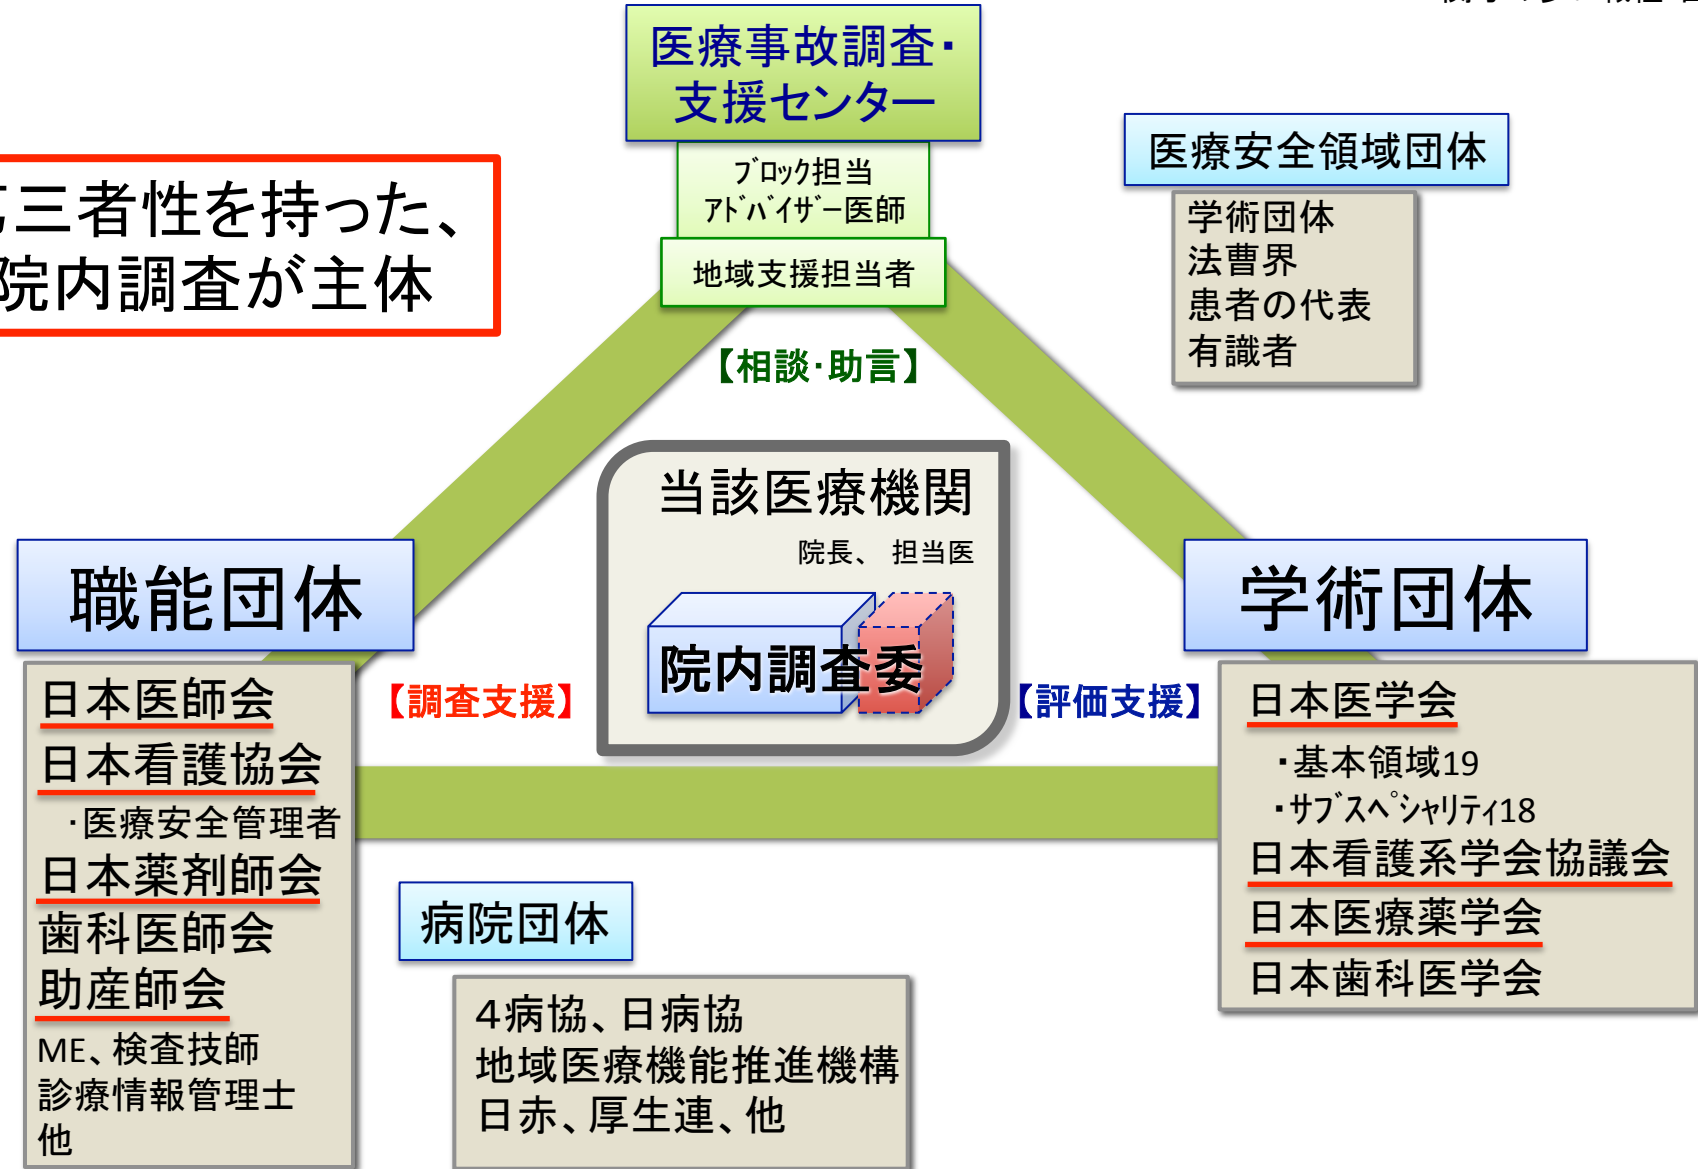 医療事故調査・
支援センター
ﾌﾞﾛｯｸ担当
ｱﾄﾞﾊﾞｲｻﾞｰ医師
地域支援担当者
三者性を持った、
院内調査が主体
医療安全領域団体
学術団体
法曹界
患者の代表
有識者
【相談・助言】
当該医療機関
院長、 担当医
院内調査委
【調査支援】
【評価支援】
職能団体
日本医師会
日本看護協会
・医療安全管理者
日本薬剤師会
歯科医師会
助産師会
ME、検査技師
診療情報管理士
他
病院団体
４病協、日病協
地域医療機能推進機構
日赤、厚生連、他
学術団体
日本医学会
・基本領域19
・ｻﾌﾞｽﾍﾟｼｬﾘﾃｨ18
日本看護系学会協議会
日本医療薬学会
日本歯科医学会